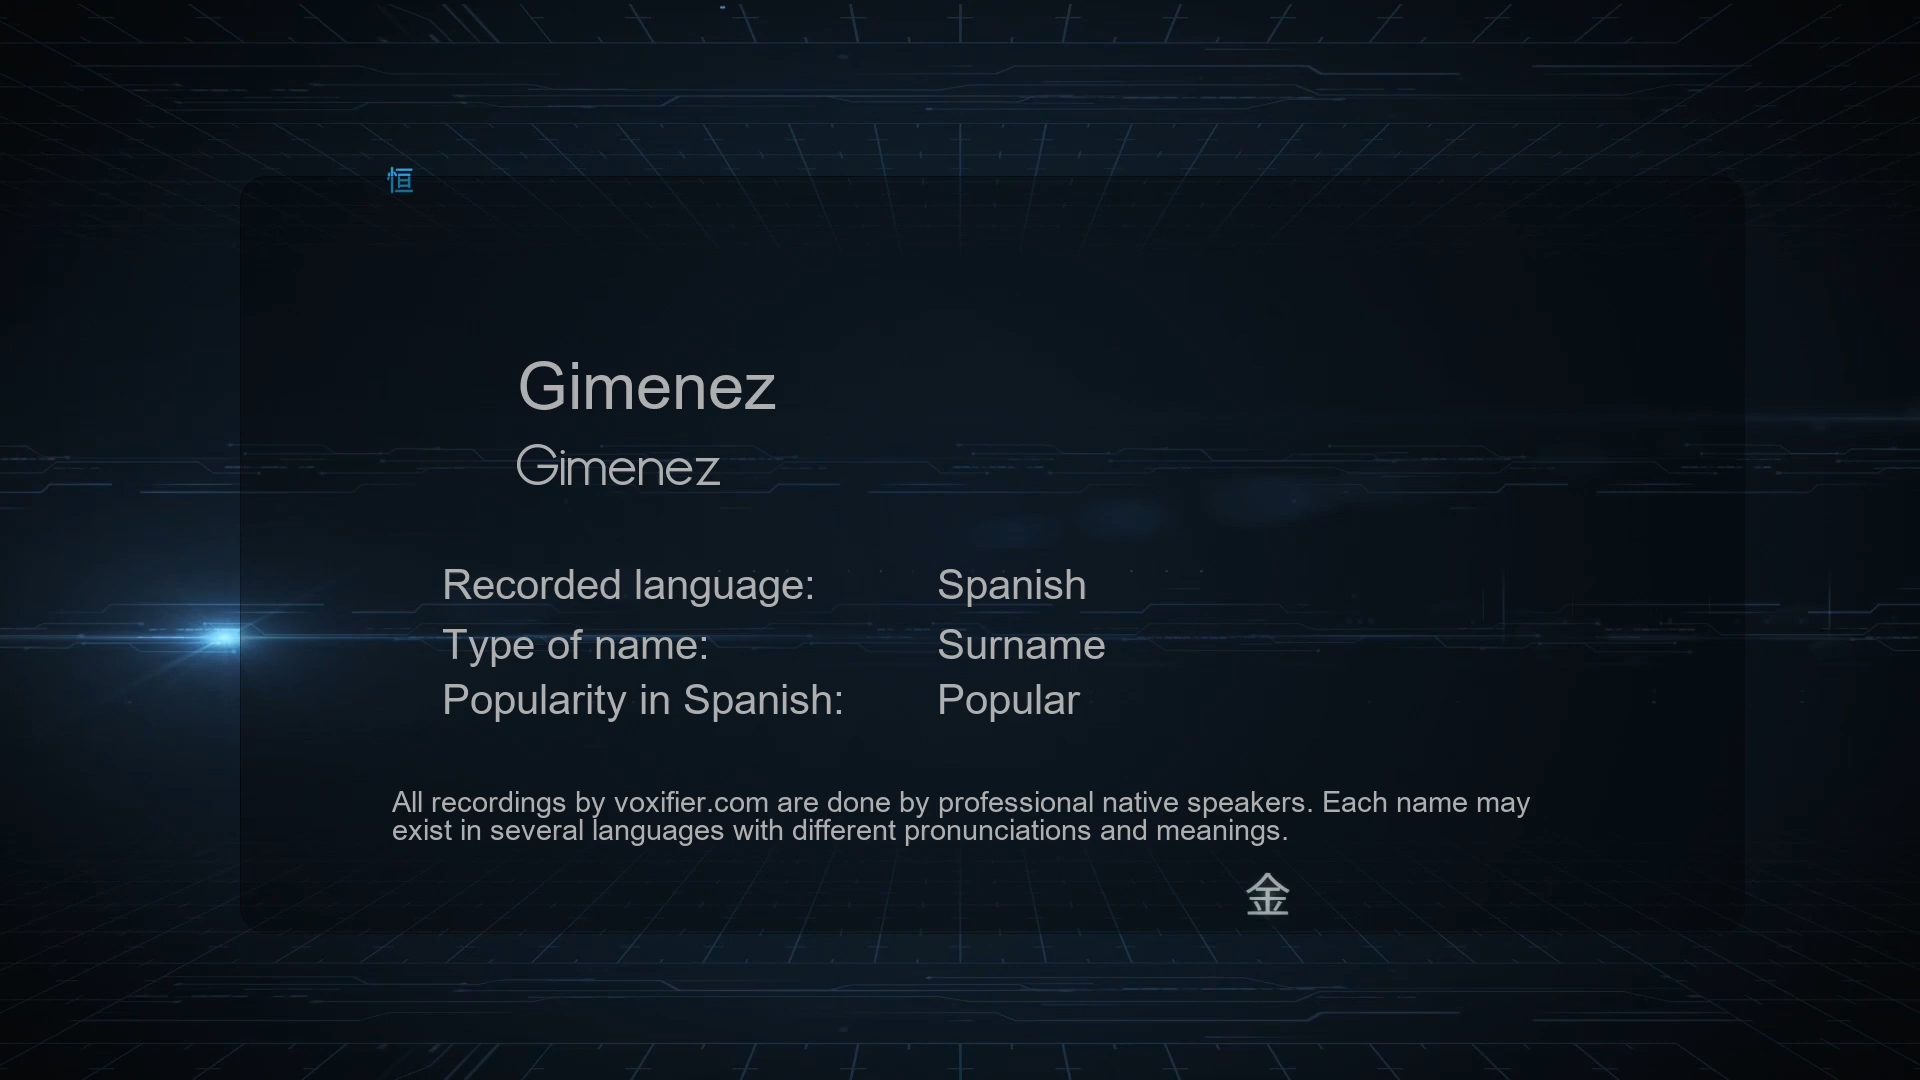 恒
Gimenez
Gimenez
Recorded language: Spanish
Type of name: Surname
Popularity in Spanish: Popular
All recordings by voxifier.com are done by professional native speakers. Each name may
exist in several languages with different pronunciations and meanings.
金